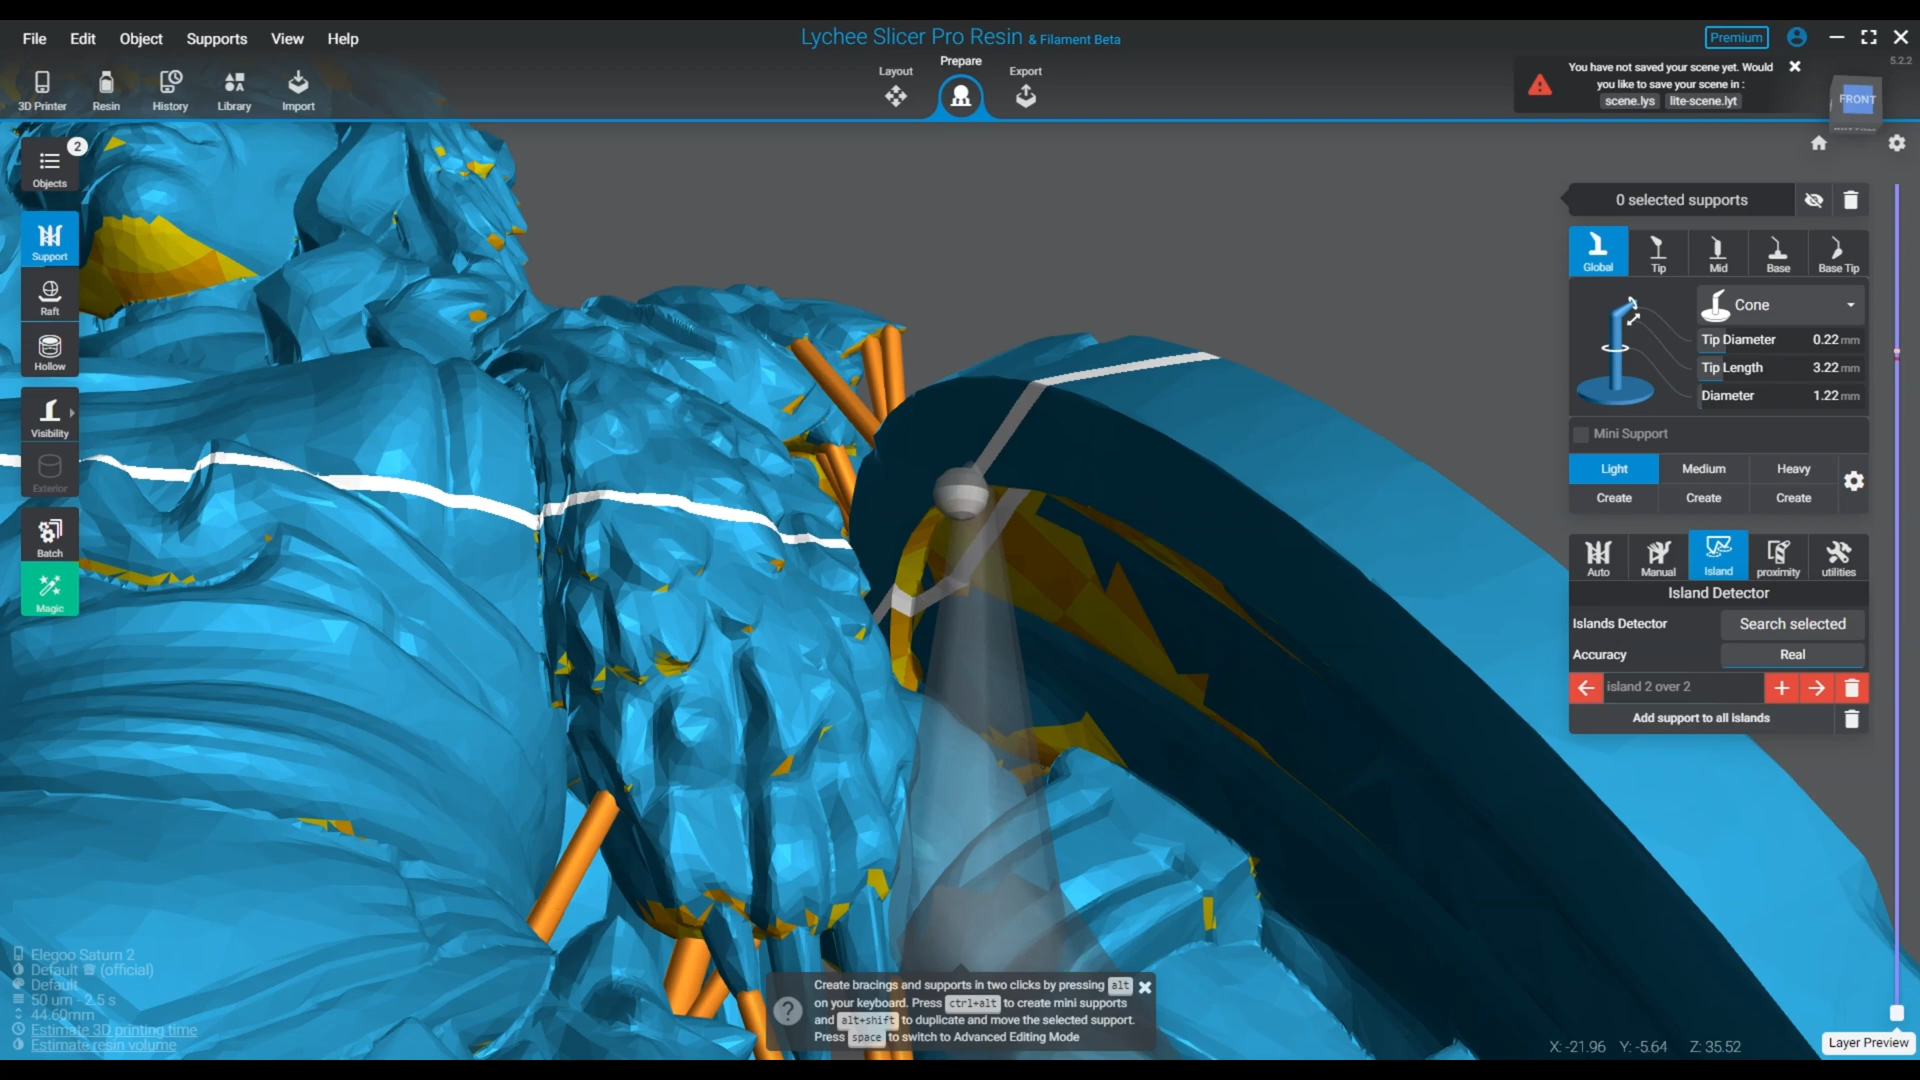 File Edit Object Supports View Help
Lychee Slicer Pro Resin & Filament Beta
Premium
5.2.2
3D Printer Resin History Library Import
Layout Prepare Export
You have not saved your scene yet. Would
you like to save your scene in :
scene.lys lite-scene.lyt
FRONT
2
Objects
Support
Raft
Hollow
Visibility
Exterior
Batch
Magic
0 selected supports
Global Tip Mid Base Base Tip
Cone
Tip Diameter 0.22 mm
Tip Length 3.22 mm
Diameter 1.22 mm
Mini Support
Light Medium Heavy
Create Create Create
Auto Manual Island proximity utilities
Island Detector
Islands Detector Search selected
Accuracy Real
island 2 over 2
Add support to all islands
Elegoo Saturn 2
Default (official)
Default
50 um - 2.5 s
44.60mm
Estimate 3D printing time
Estimate resin volume
Create bracings and supports in two clicks by pressing alt
on your keyboard. Press ctrl+alt to create mini supports
and alt+shift to duplicate and move the selected support.
Press space to switch to Advanced Editing Mode
X: -21.96 Y: -5.64 Z: 35.52
Layer Preview